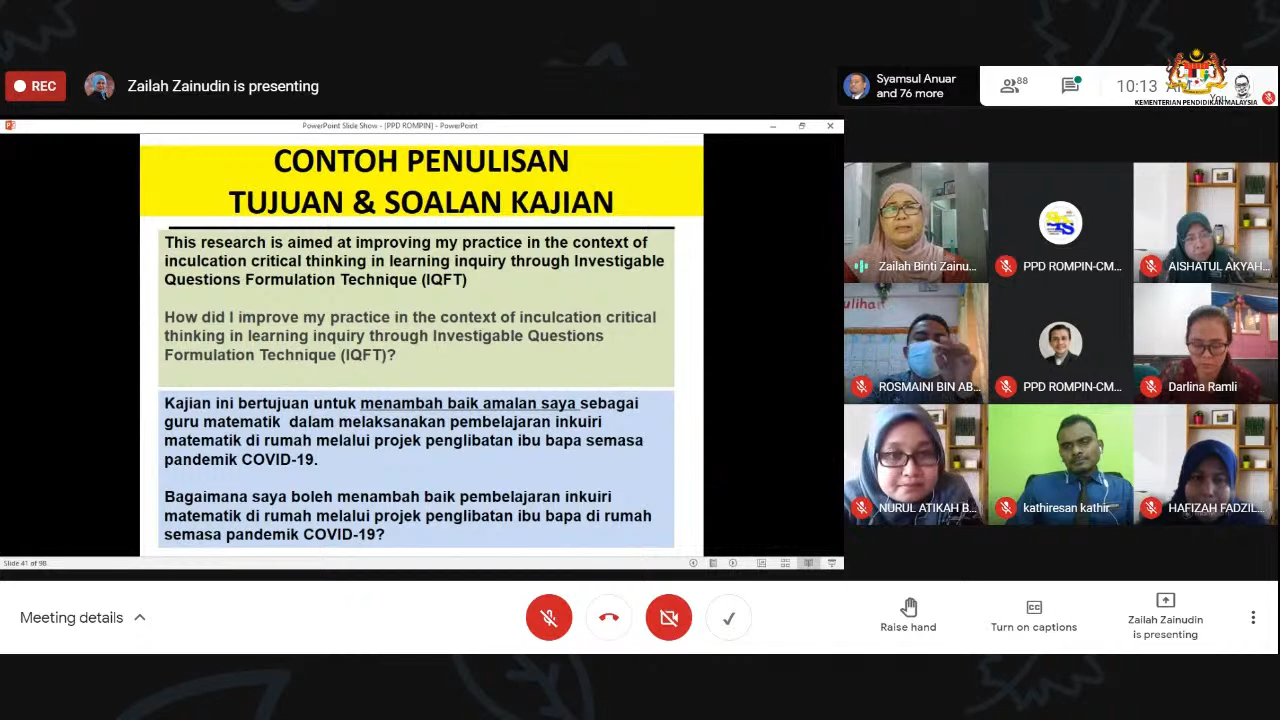 REC
Zailah Zainudin is presenting
Syamsul Anuar
and 76 more
88
10:13 AM
You
KEMENTERIAN PENDIDIKAN MALAYSIA
PowerPoint Slide Show - [PPD ROMPIN] - PowerPoint
CONTOH PENULISAN
TUJUAN & SOALAN KAJIAN
This research is aimed at improving my practice in the context of
inculcation critical thinking in learning inquiry through Investigable
Questions Formulation Technique (IQFT)
How did I improve my practice in the context of inculcation critical
thinking in learning inquiry through Investigable Questions
Formulation Technique (IQFT)?
Kajian ini bertujuan untuk menambah baik amalan saya sebagai
guru matematik dalam melaksanakan pembelajaran inkuiri
matematik di rumah melalui projek penglibatan ibu bapa semasa
pandemik COVID-19.
Bagaimana saya boleh menambah baik pembelajaran inkuiri
matematik di rumah melalui projek penglibatan ibu bapa di rumah
semasa pandemik COVID-19?
Slide 41 of 98
Zailah Binti Zainu...
PPD ROMPIN-CM...
AISHATUL AKYAH...
ulihan
ROSMAINI BIN AB...
PPD ROMPIN-CM...
Darlina Ramli
NURUL ATIKAH B...
kathiresan kathir
HAFIZAH FADZIL...
Meeting details
Raise hand
Turn on captions
Zailah Zainudin
is presenting